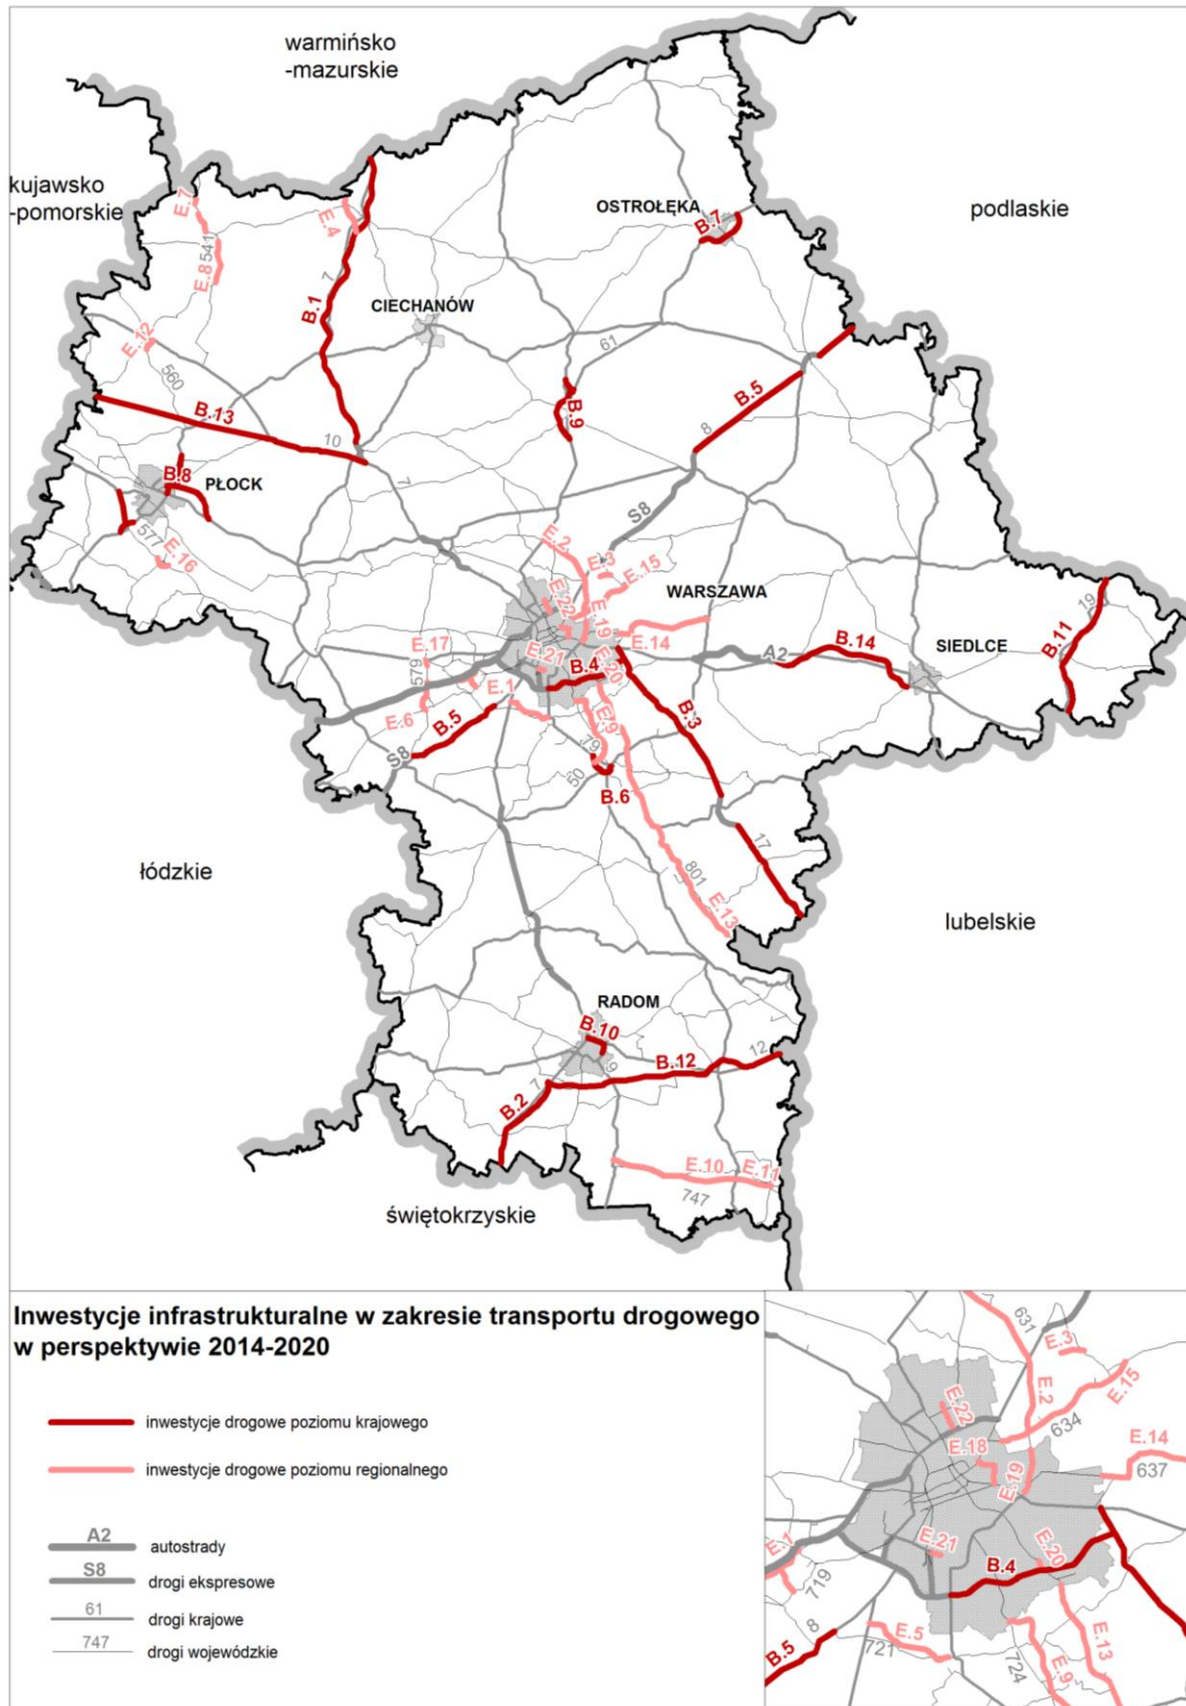 warmińsko
-mazurskie
kujawsko
-pomorskie
podlaskie
OSTROŁĘKA
B.7
E.7
541
E.8
E.4
7
B.1
CIECHANÓW
61
E.12
560
B.13
10
B.9
B.5
8
B.8
PŁOCK
7
577
E.16
S8
E.2
E.3
E.15
WARSZAWA
E.22
E.19
E.14
E.17
579
E.21
B.4
E.20
A2
B.14
SIEDLCE
19
B.11
E.1
E.6
B.5
S8
E.9
79
50
B.6
B.3
17
801
E.13
łódzkie
lubelskie
RADOM
B.10
9
B.12
12
7
B.2
E.10
E.11
747
świętokrzyskie
Inwestycje infrastrukturalne w zakresie transportu drogowego
w perspektywie 2014-2020
inwestycje drogowe poziomu krajowego
inwestycje drogowe poziomu regionalnego
A2
autostrady
S8
drogi ekspresowe
61
drogi krajowe
747
drogi wojewódzkie
631
E.3
E.2
E.15
634
E.22
E.18
E.19
E.14
637
E.1
719
E.21
E.20
B.4
8
B.5
E.5
721
724
E.9
E.13